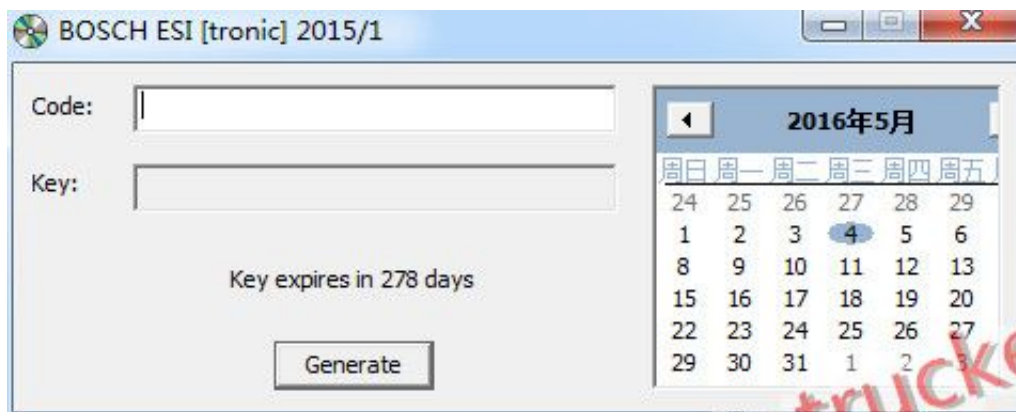 BOSCH ESI [tronic] 2015/1
Code:
Key:
Key expires in 278 days
Generate
2016年5月
周日 周一 周二 周三 周四 周五
24 25 26 27 28 29
1 2 3 4 5 6
8 9 10 11 12 13
15 16 17 18 19 20
22 23 24 25 26 27
29 30 31 1 2 3
trucke